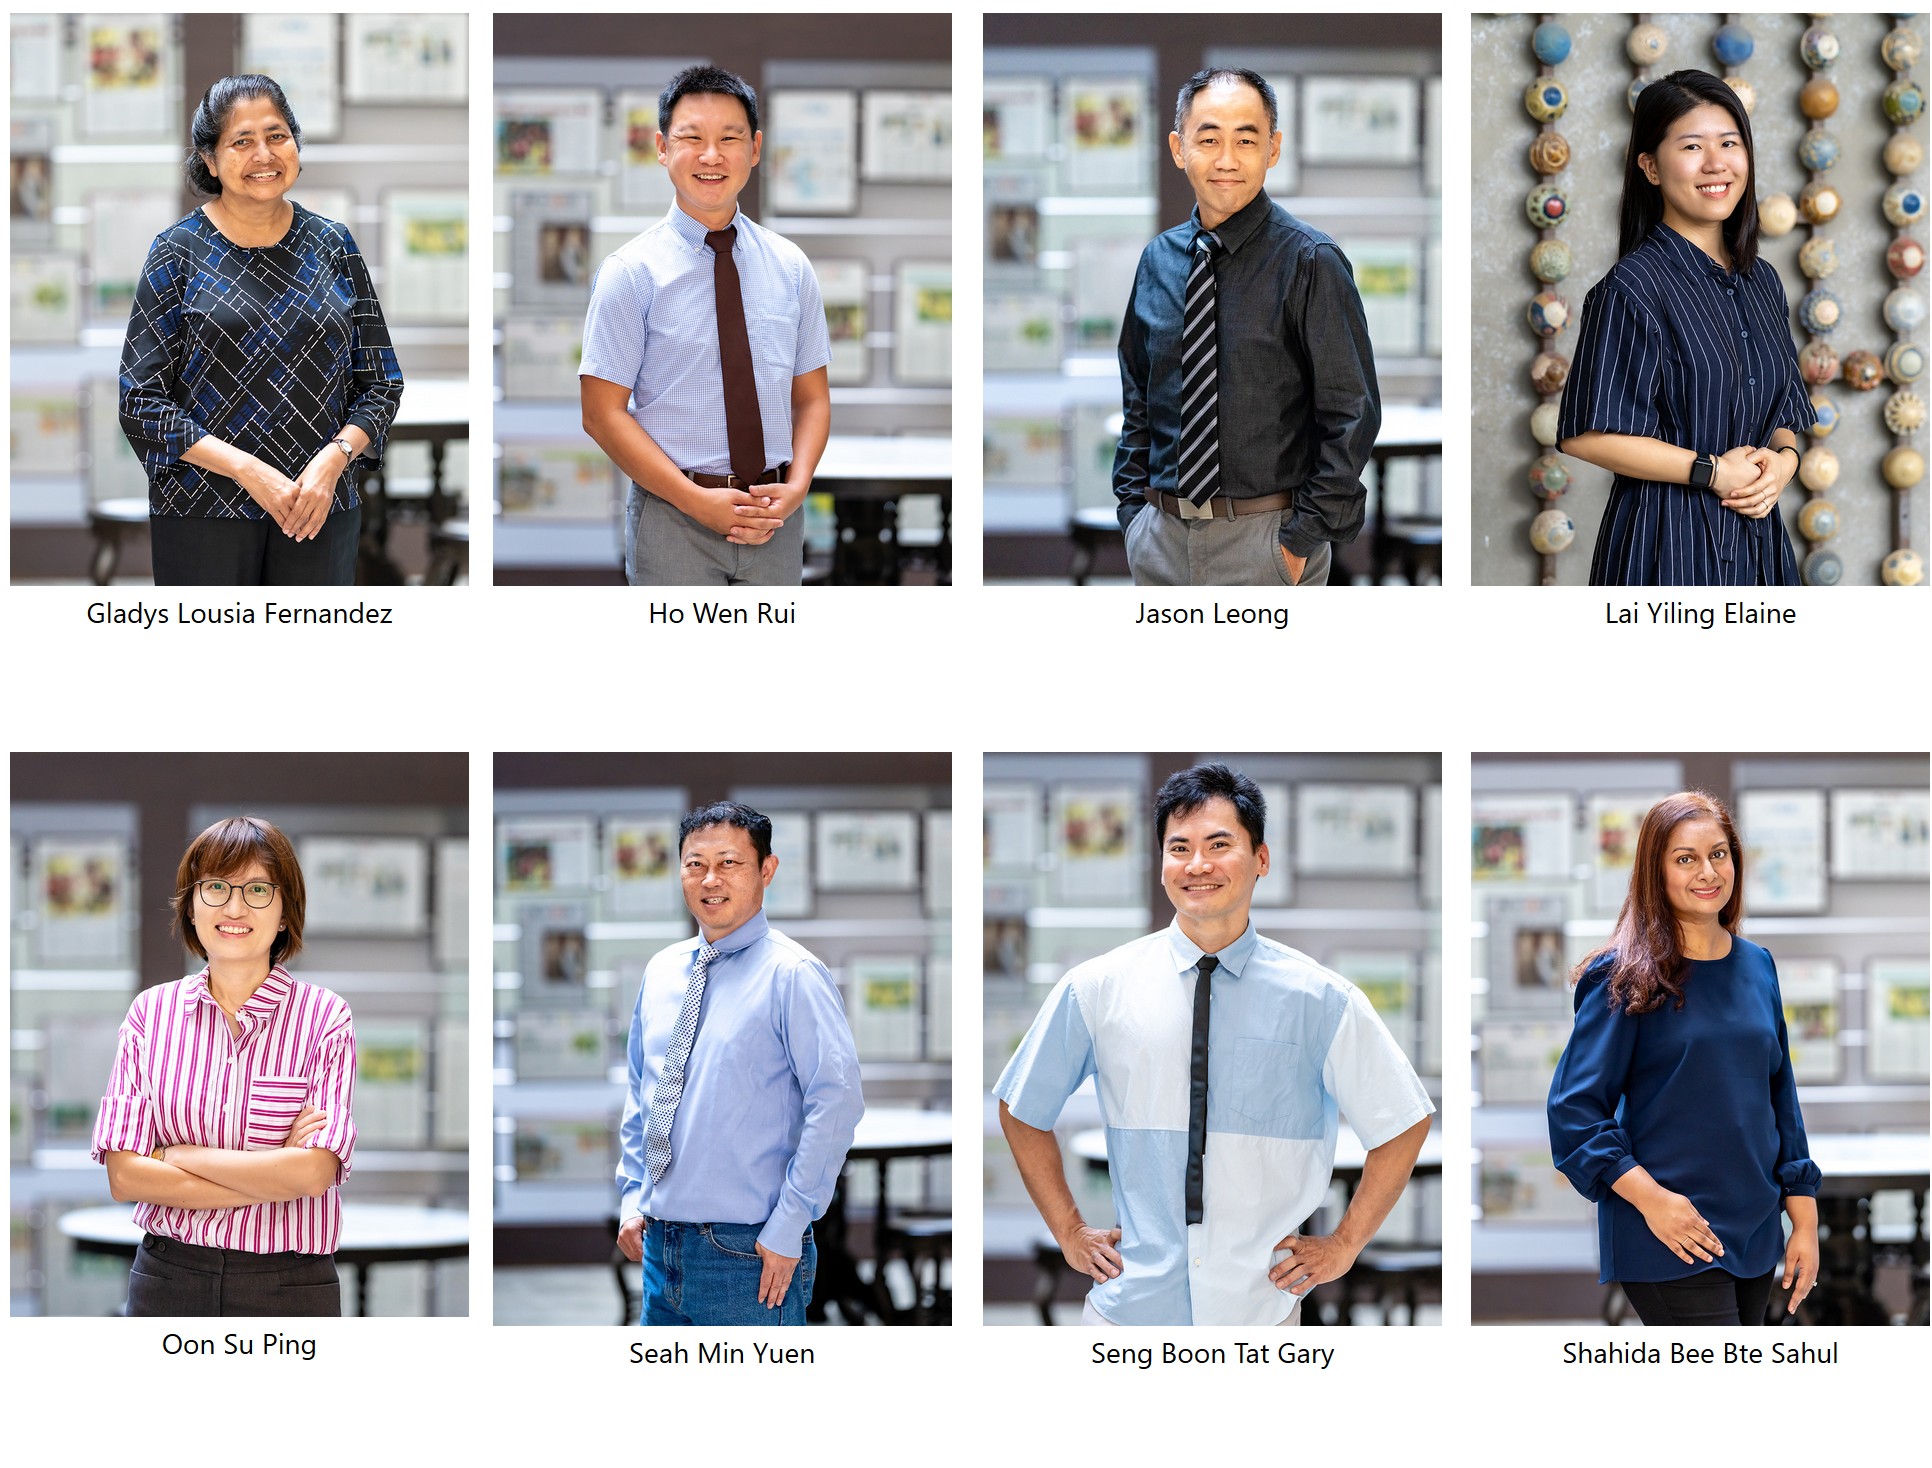 Gladys Lousia Fernandez
Ho Wen Rui
Jason Leong
Lai Yiling Elaine
Oon Su Ping
Seah Min Yuen
Seng Boon Tat Gary
Shahida Bee Bte Sahul